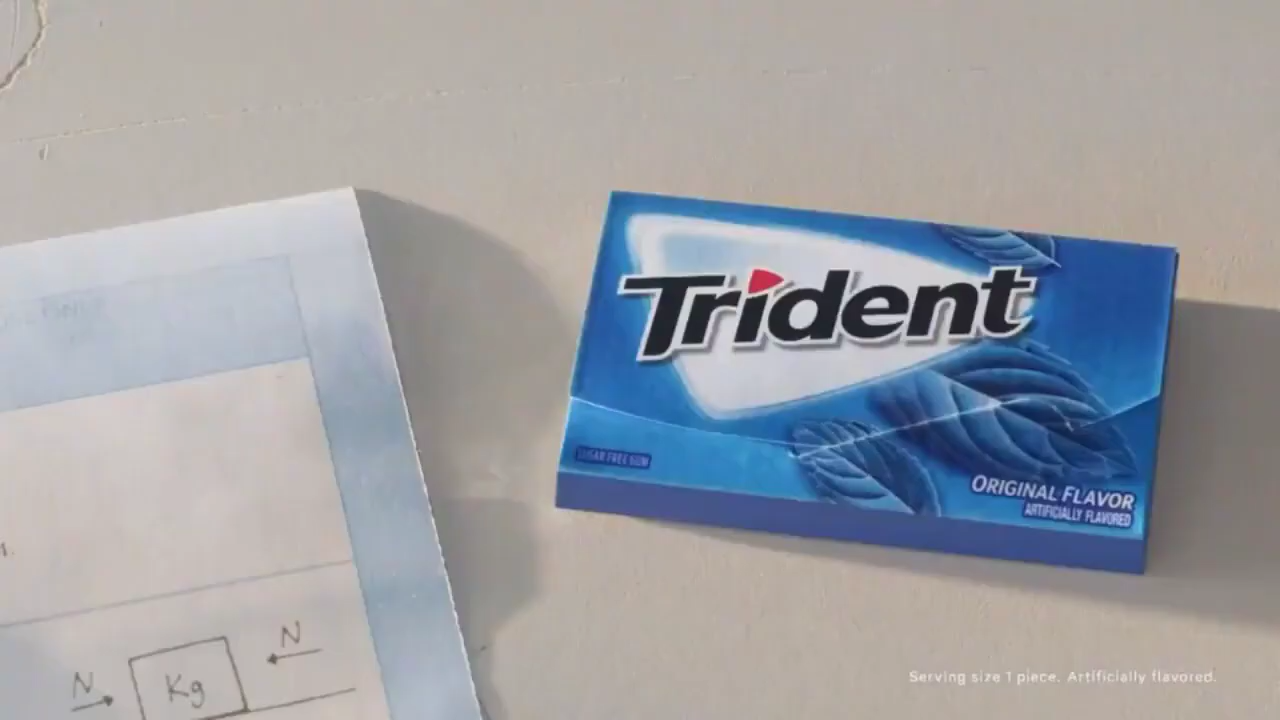 Trident
SUGAR FREE GUM
ORIGINAL FLAVOR
ARTIFICIALLY FLAVORED
N
N
Kg
Serving size 1 piece. Artificially flavored.